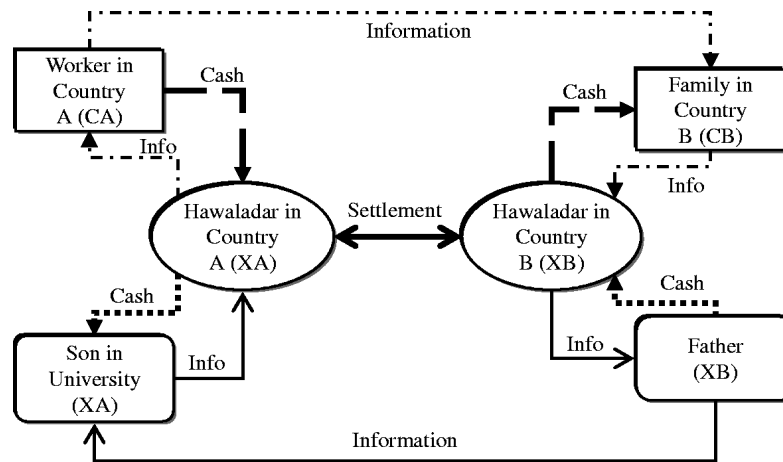 Information
Worker in
Country
A (CA)
Cash
Cash
Family in
Country
B (CB)
Info
Info
Hawaladar in
Country
A (XA)
Settlement
Hawaladar in
Country
B (XB)
Cash
Cash
Son in
University
(XA)
Info
Info
Father
(XB)
Information